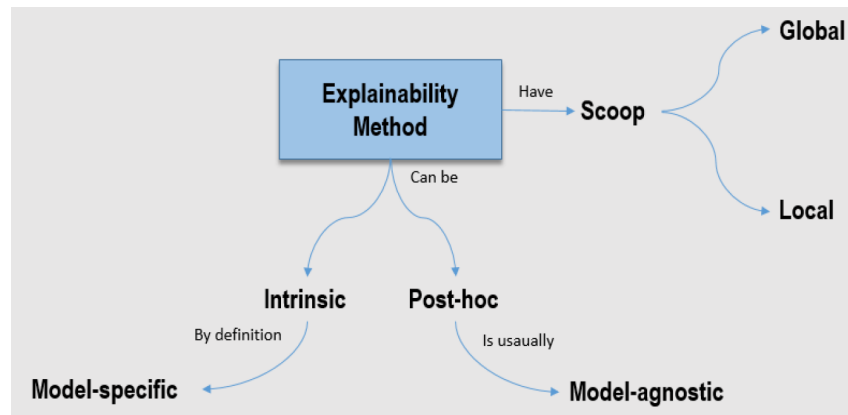 Global
Explainability
Method
Have
Scoop
Can be
Local
Intrinsic
Post-hoc
By definition
Is usaually
Model-specific
Model-agnostic